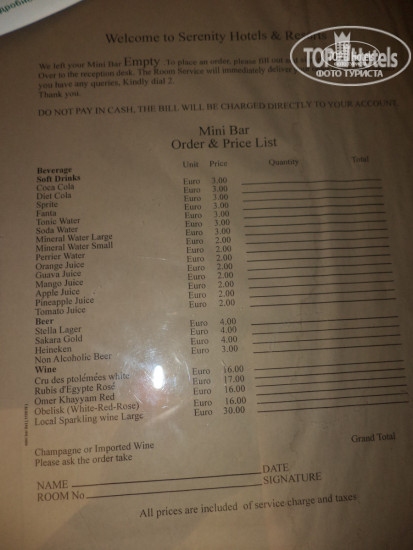 Welcome to Serenity Hotels & Resorts
We left your Mini Bar Empty. To place an order, please fill out
Over to the reception desk. The Room Service will immediately deliver
you have any queries, Kindly dial 2.
Thank you.
DO NOT PAY IN CASH, THE BILL WILL BE CHARGED DIRECTLY TO YOUR ACCOUNT
Mini Bar
Order & Price List
Unit Price Quantity Total
Beverage
Soft Drinks
Coca Cola Euro 3.00
Diet Cola Euro 3.00
Sprite Euro 3.00
Fanta Euro 3.00
Tonic Water Euro 3.00
Soda Water Euro 3.00
Mineral Water Large Euro 3.00
Mineral Water Small Euro 2.00
Perrier Water Euro 2.00
Orange Juice Euro 2.00
Guava Juice Euro 2.00
Mango Juice Euro 2.00
Apple Juice Euro 2.00
Pineapple Juice Euro 2.00
Tomato Juice Euro 2.00
Beer
Stella Lager Euro 4.00
Sakara Gold Euro 4.00
Heineken Euro 4.00
Non Alcoholic Beer Euro 3.00
Wine
Cru des ptolémées white Euro 16.00
Rubis d'Egypte Rosé Euro 17.00
Omer Khayyam Red Euro 16.00
Obelisk (White-Red-Rose) Euro 16.00
Local Sparkling wine Large Euro 30.00
Champagne or Imported Wine
Please ask the order take
Grand Total
NAME DATE
ROOM No. SIGNATURE
All prices are included of service charge and taxes
TOP Hotels
ФОТО ТУРИСТА